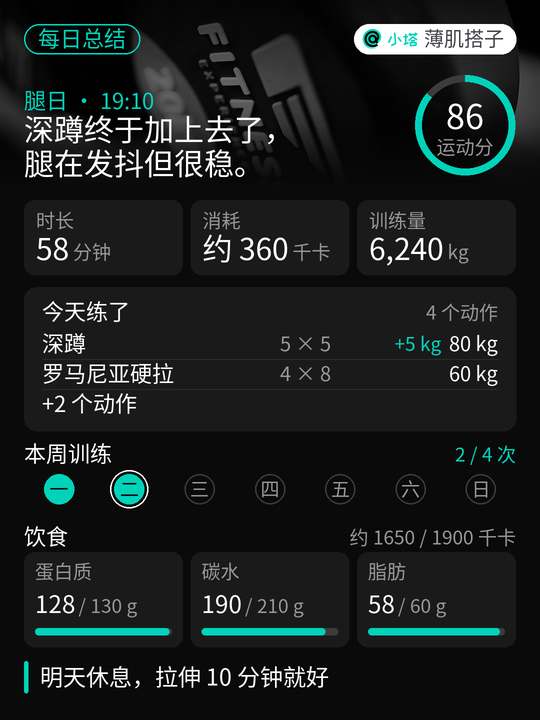 每日总结
小塔 薄肌搭子
FITNESS
EXPE
20
腿日 · 19:10
深蹲终于加上去了，
腿在发抖但很稳。
86
运动分
时长
58 分钟
消耗
约 360 千卡
训练量
6,240 kg
今天练了
4 个动作
深蹲 5 × 5 +5 kg 80 kg
罗马尼亚硬拉 4 × 8 60 kg
+2 个动作
本周训练
2 / 4 次
一 二 三 四 五 六 日
饮食
约 1650 / 1900 千卡
蛋白质
128 / 130 g
碳水
190 / 210 g
脂肪
58 / 60 g
明天休息，拉伸 10 分钟就好